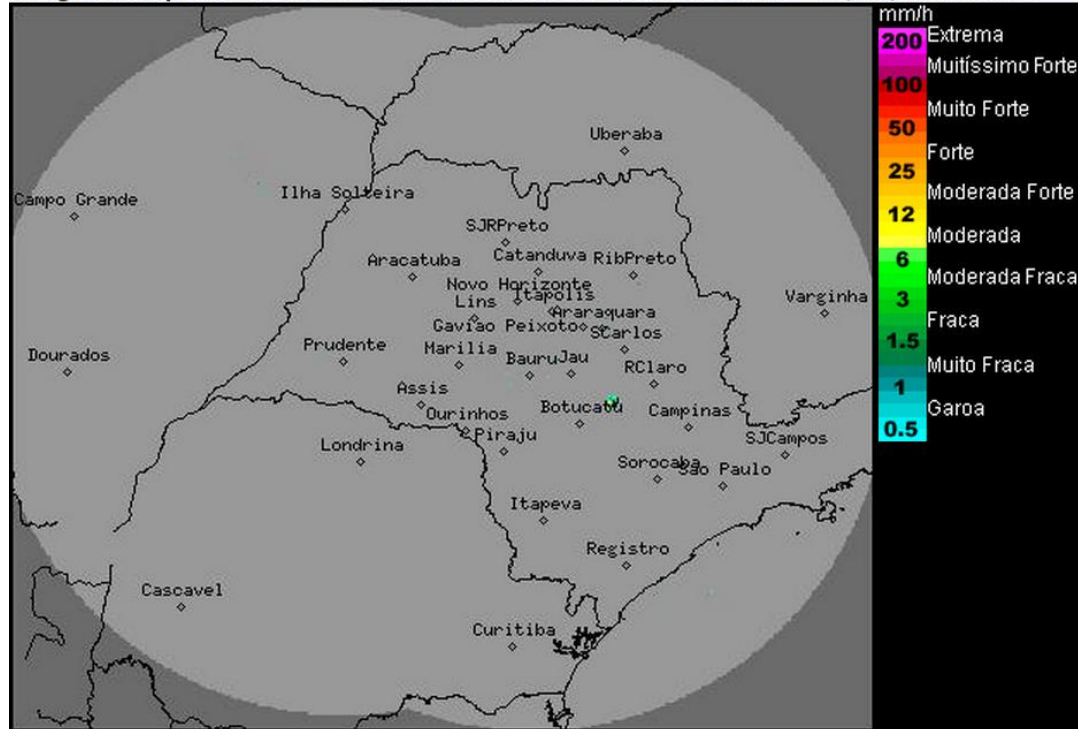 mm/h
200 Extrema
Muitíssimo Forte
100
Muito Forte
50
Forte
25
Moderada Forte
12
Moderada
6
Moderada Fraca
3
Fraca
1.5
Muito Fraca
1
Garoa
0.5
Uberaba
Campo Grande
Ilha Solteira
SJRPreto
Aracatuba
Catanduva
RibPreto
Novo Horizonte
Lins
Itapolis
Varginha
Araraquara
Gaviao Peixoto
SCarlos
Dourados
Prudente
Marilia
Bauru
Jau
RClaro
Assis
Ourinhos
Botucatu
Campinas
Piraju
Londrina
SJCampos
Sorocaba
Sao Paulo
Itapeva
Registro
Cascavel
Curitiba